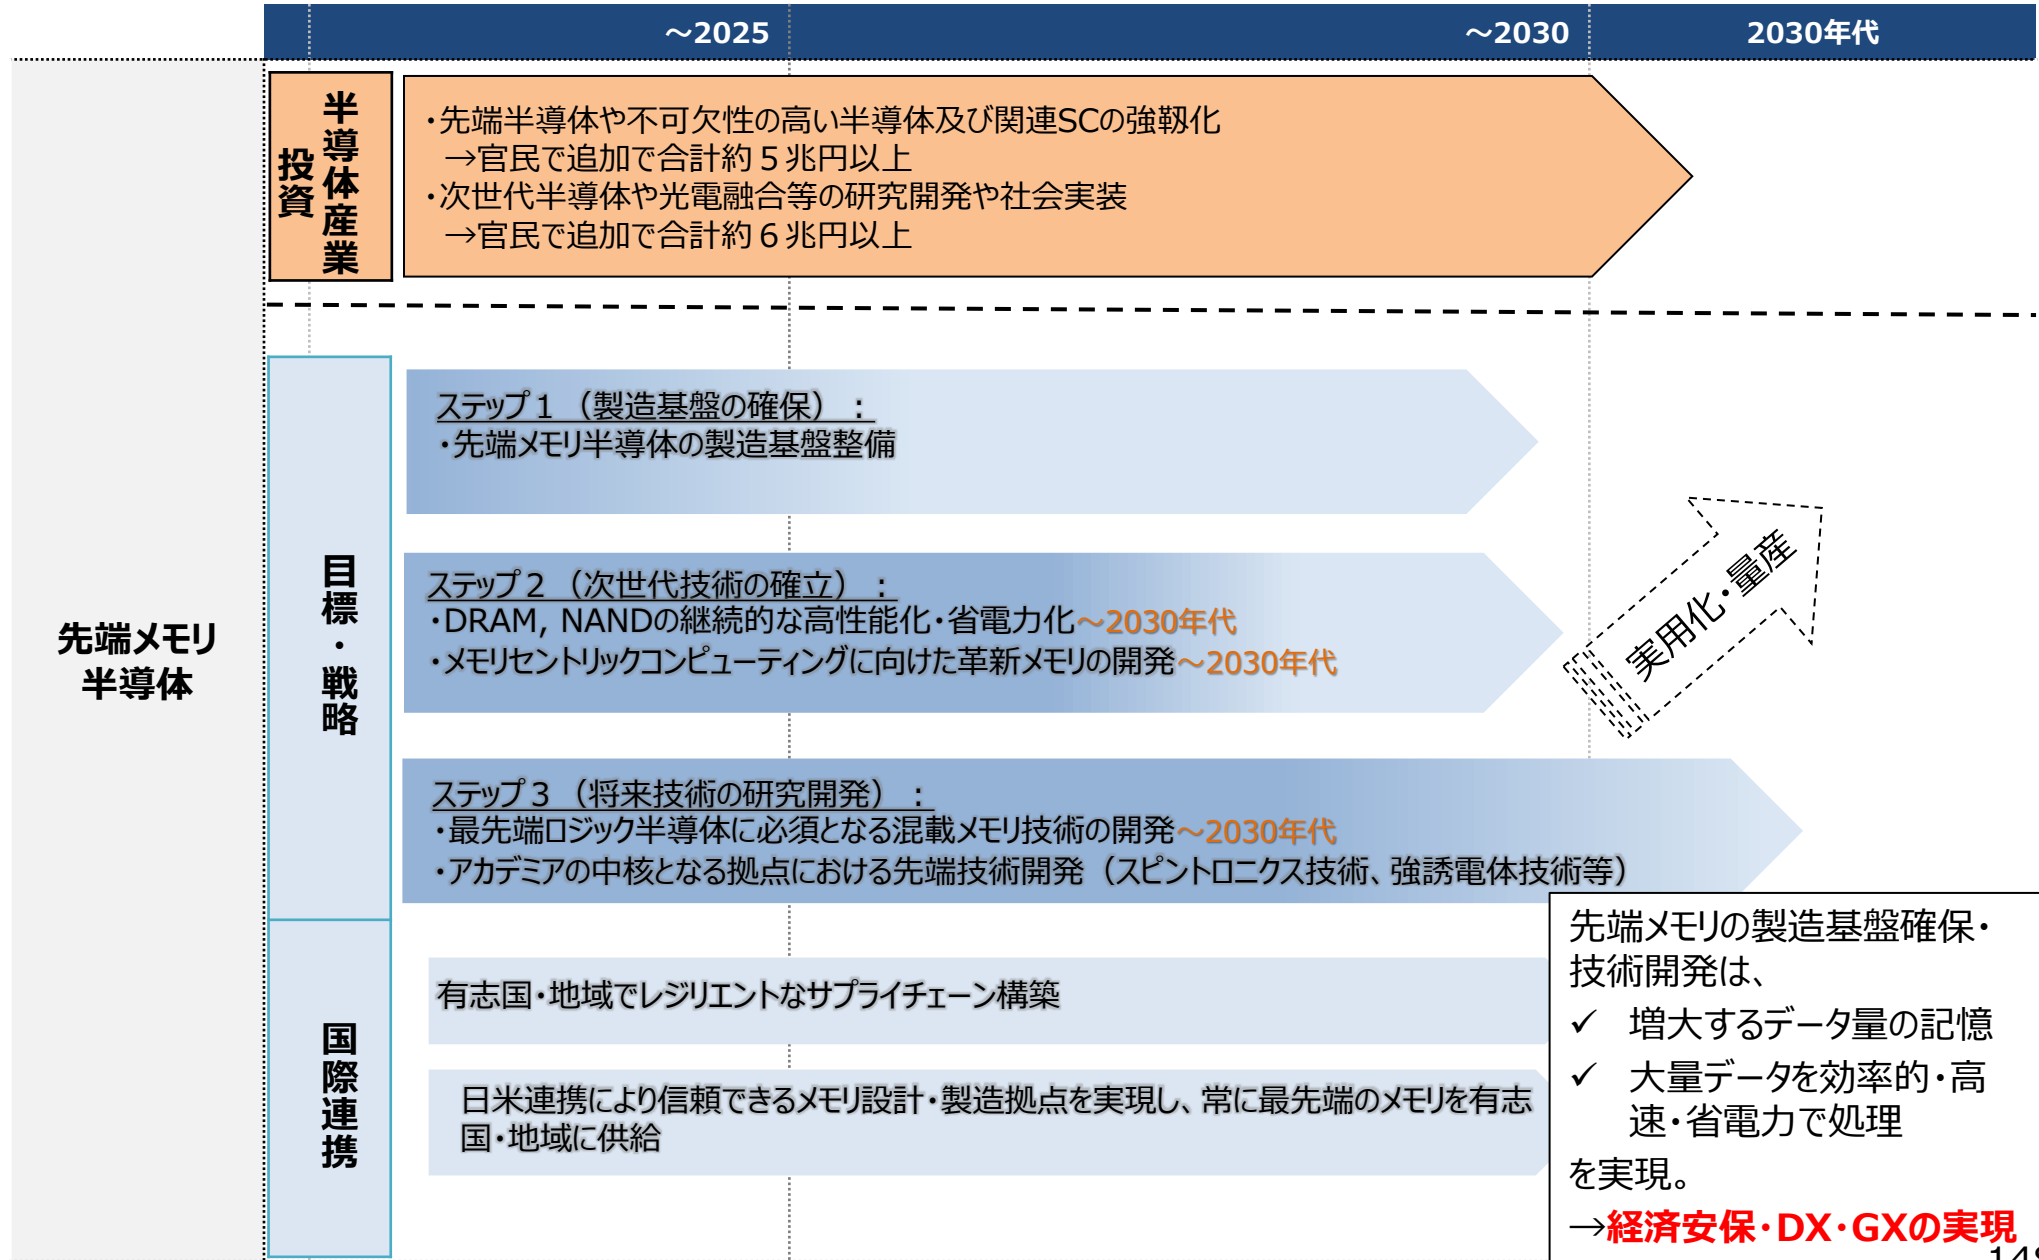 ～2025
～2030
2030年代
先端メモリ
半導体
半導体産業
投資
・先端半導体や不可欠性の高い半導体及び関連SCの強靱化
→官民で追加で合計約５兆円以上
・次世代半導体や光電融合等の研究開発や社会実装
→官民で追加で合計約６兆円以上
目標・戦略
ステップ１（製造基盤の確保）：
・先端メモリ半導体の製造基盤整備
ステップ２（次世代技術の確立）：
・DRAM, NANDの継続的な高性能化・省電力化～2030年代
・メモリセントリックコンピューティングに向けた革新メモリの開発～2030年代
実用化・量産
ステップ３（将来技術の研究開発）：
・最先端ロジック半導体に必須となる混載メモリ技術の開発～2030年代
・アカデミアの中核となる拠点における先端技術開発（スピントロニクス技術、強誘電体技術等）
国際連携
有志国・地域でレジリエントなサプライチェーン構築
日米連携により信頼できるメモリ設計・製造拠点を実現し、常に最先端のメモリを有志
国・地域に供給
先端メモリの製造基盤確保・
技術開発は、
✓ 増大するデータ量の記憶
✓ 大量データを効率的・高
速・省電力で処理
を実現。
→経済安保・DX・GXの実現